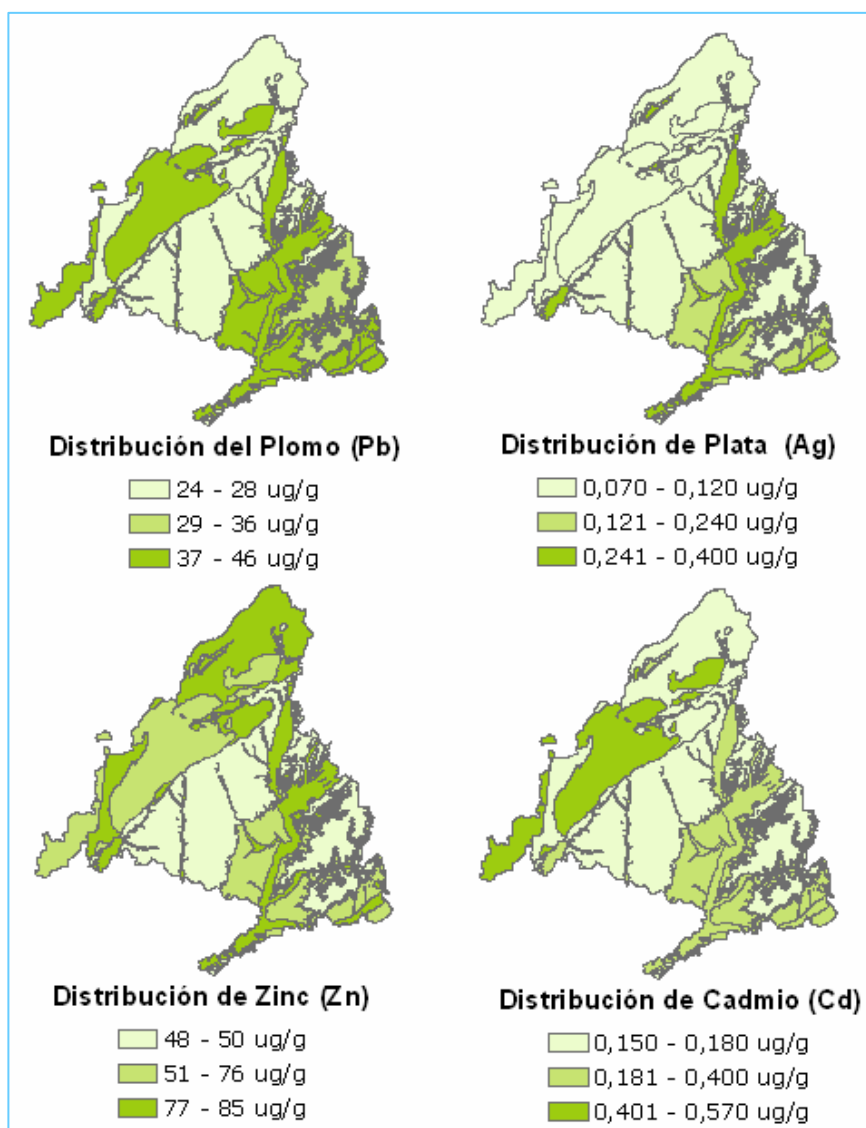 Distribución del Plomo (Pb)
24 - 28 ug/g
29 - 36 ug/g
37 - 46 ug/g
Distribución de Plata (Ag)
0,070 - 0,120 ug/g
0,121 - 0,240 ug/g
0,241 - 0,400 ug/g
Distribución de Zinc (Zn)
48 - 50 ug/g
51 - 76 ug/g
77 - 85 ug/g
Distribución de Cadmio (Cd)
0,150 - 0,180 ug/g
0,181 - 0,400 ug/g
0,401 - 0,570 ug/g